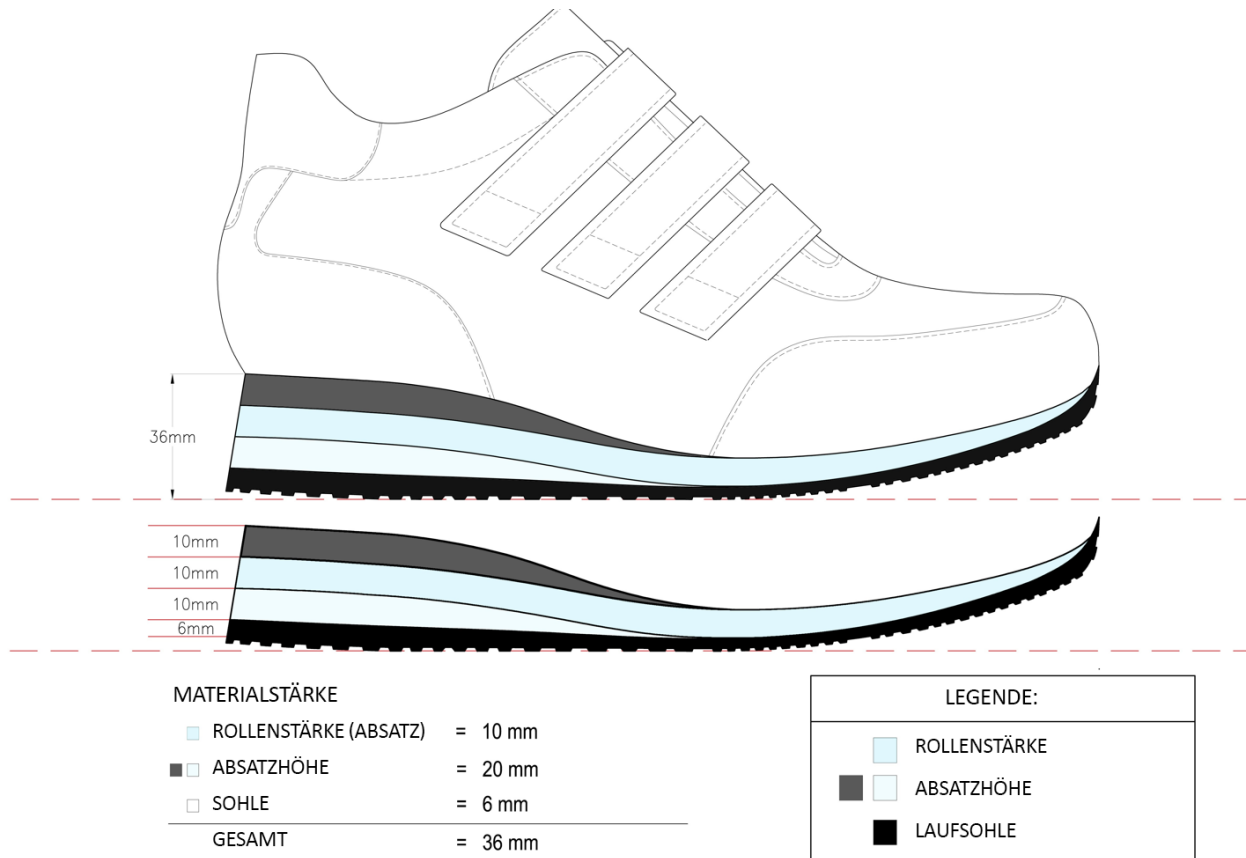 36mm
10mm
10mm
10mm
6mm
MATERIALSTÄRKE
ROLLENSTÄRKE (ABSATZ) = 10 mm
ABSATZHÖHE = 20 mm
SOHLE = 6 mm
GESAMT = 36 mm
LEGENDE:
ROLLENSTÄRKE
ABSATZHÖHE
LAUFSOHLE